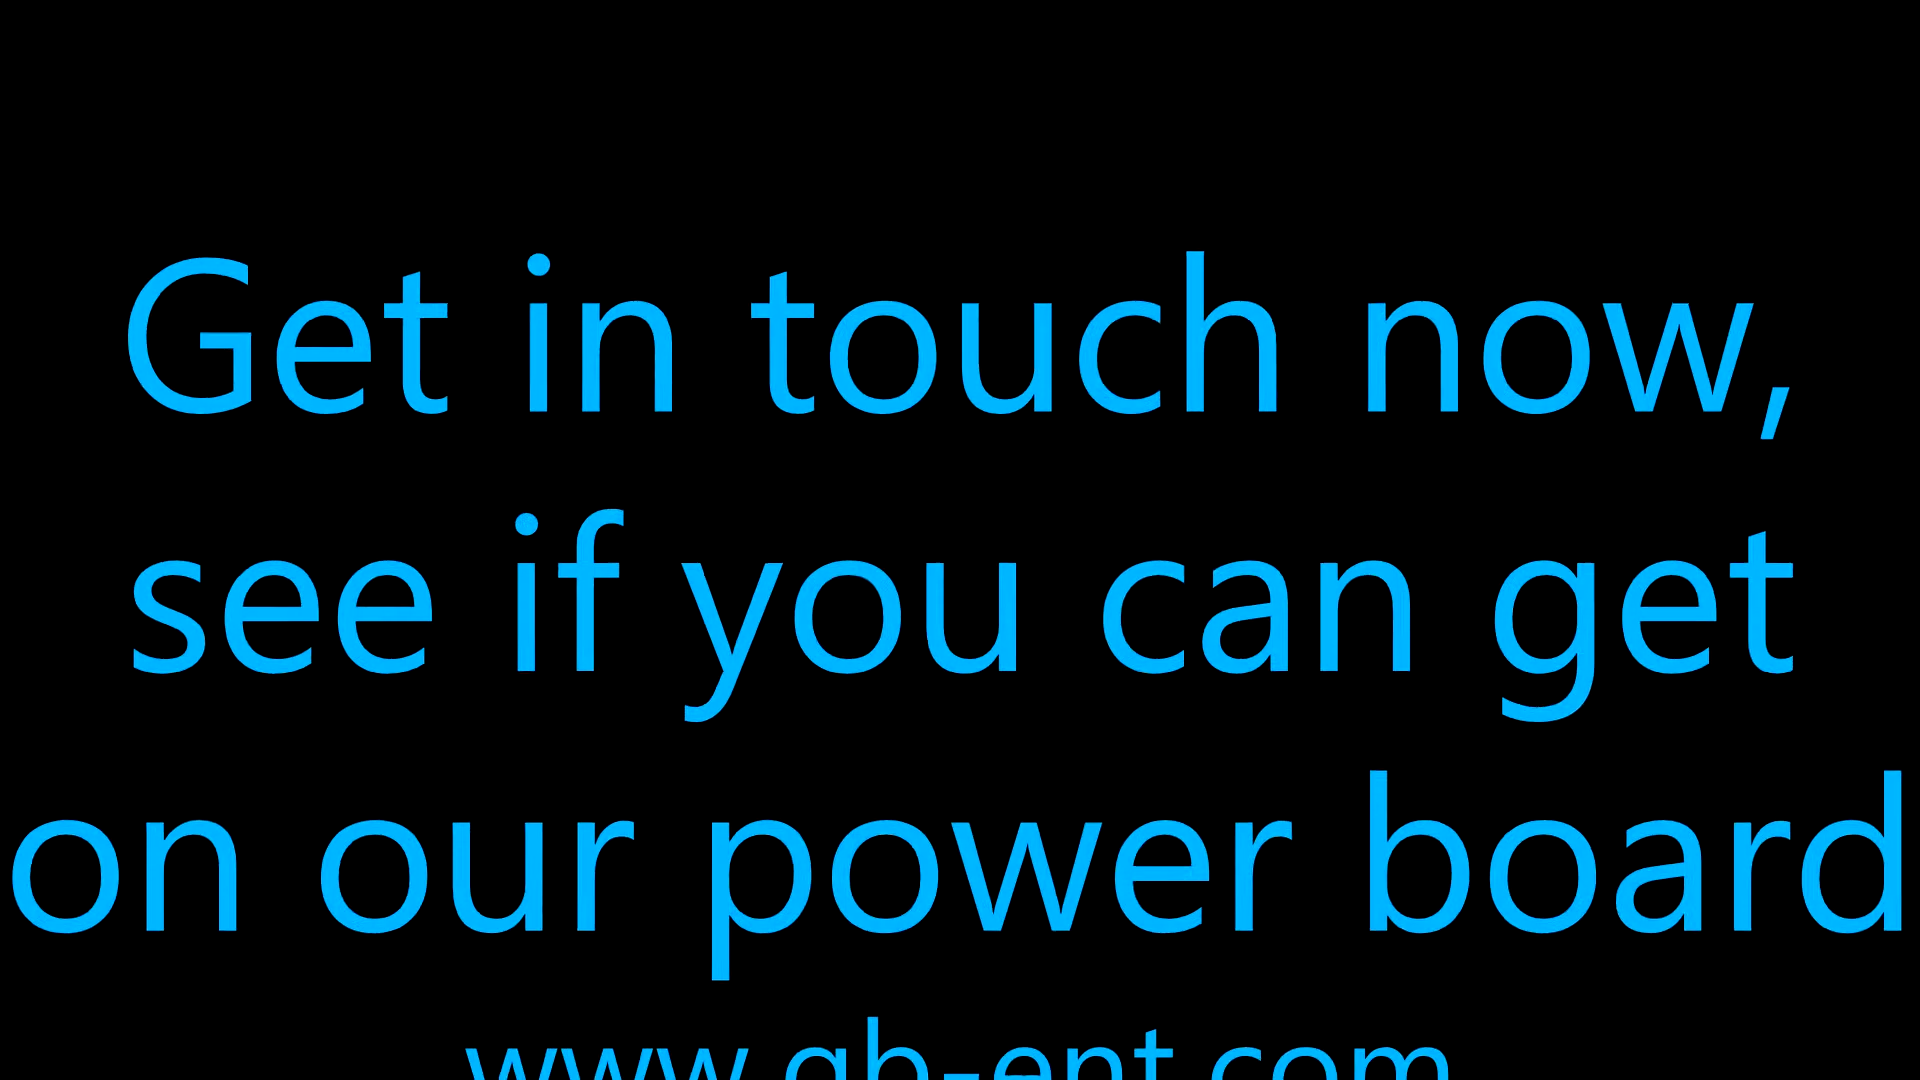 Get in touch now,
see if you can get
on our power board